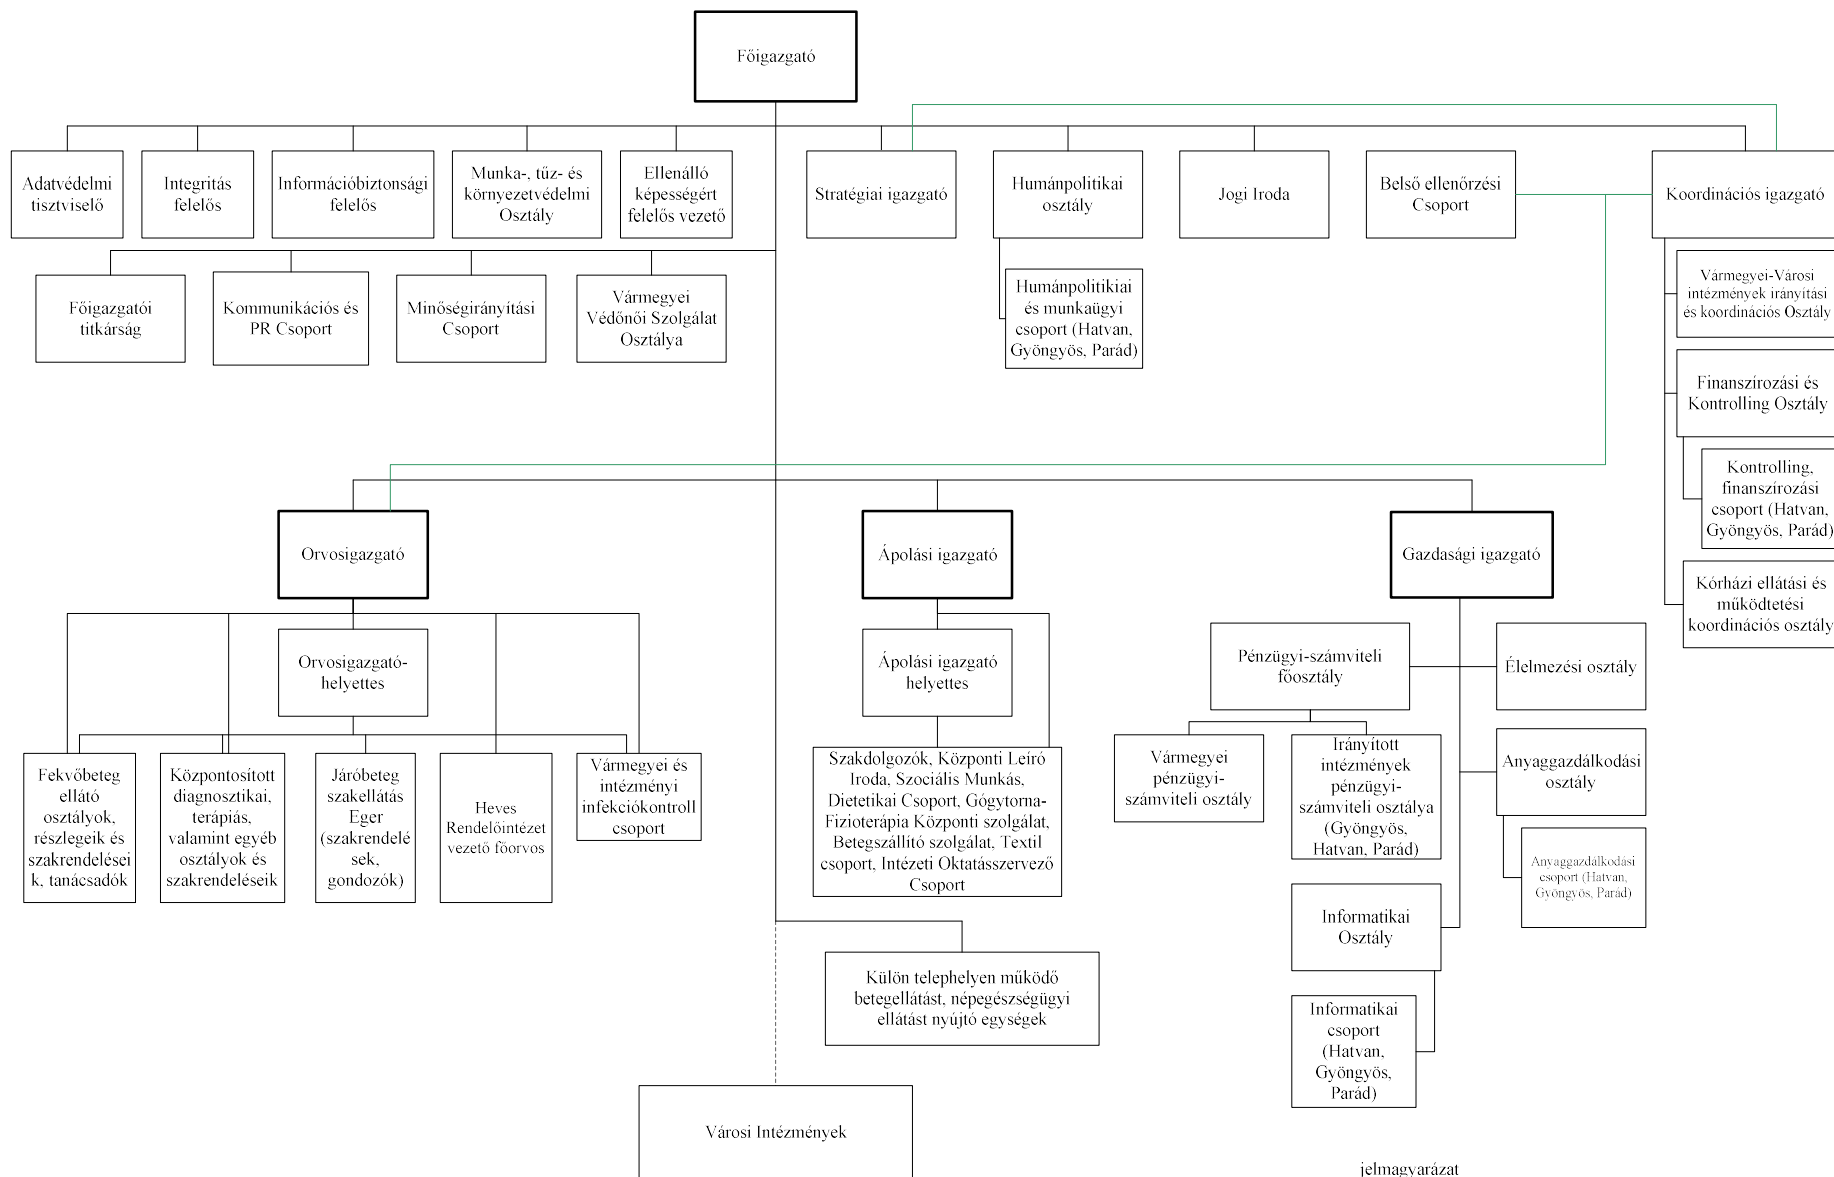 Főigazgató
Adatvédelmi
tisztviselő
Integritás
felelős
Információbiztonsági
felelős
Munka-, tűz- és
környezetvédelmi
Osztály
Ellenálló
képességért
felelős vezető
Stratégiai igazgató
Humánpolitikai
osztály
Jogi Iroda
Belső ellenőrzési
Csoport
Koordinációs igazgató
Főigazgatói
titkárság
Kommunikációs és
PR Csoport
Minőségirányítási
Csoport
Vármegyei
Védőnői Szolgálat
Osztálya
Humánpolitikiai
és munkaügyi
csoport (Hatvan,
Gyöngyös, Parád)
Vármegyei-Városi
intézmények irányítási
és koordinációs Osztály
Finanszírozási és
Kontrolling Osztály
Kontrolling,
finanszírozási
csoport (Hatvan,
Gyöngyös, Parád)
Kórházi ellátási és
működtetési
koordinációs osztály
Orvosigazgató
Ápolási igazgató
Gazdasági igazgató
Orvosigazgató-
helyettes
Ápolási igazgató
helyettes
Pénzügyi-számviteli
főosztály
Élelmezési osztály
Fekvőbeteg
ellátó
osztályok,
részlegeik és
szakrendelései
k, tanácsadók
Központosított
diagnosztikai,
terápiás,
valamint egyéb
osztályok és
szakrendeléseik
Járóbeteg
szakellátás
Eger
(szakrendelé
sek,
gondozók)
Heves
Rendelőintézet
vezető főorvos
Vármegyei és
intézményi
infekciókontroll
csoport
Szakdolgozók, Központi Leíró
Iroda, Szociális Munkás,
Dietetikai Csoport, Gógytorna-
Fizioterápia Központi szolgálat,
Betegszállító szolgálat, Textil
csoport, Intézeti Oktatásszervező
Csoport
Vármegyei
pénzügyi-
számviteli osztály
Irányított
intézmények
pénzügyi-
számviteli osztálya
(Gyöngyös,
Hatvan, Parád)
Anyaggazdálkodási
osztály
Anyaggazdálkodási
csoport (Hatvan,
Gyöngyös, Parád)
Informatikai
Osztály
Informatikai
csoport
(Hatvan,
Gyöngyös,
Parád)
Külön telephelyen működő
betegellátást, népegészségügyi
ellátást nyújtó egységek
Városi Intézmények
jelmagyarázat